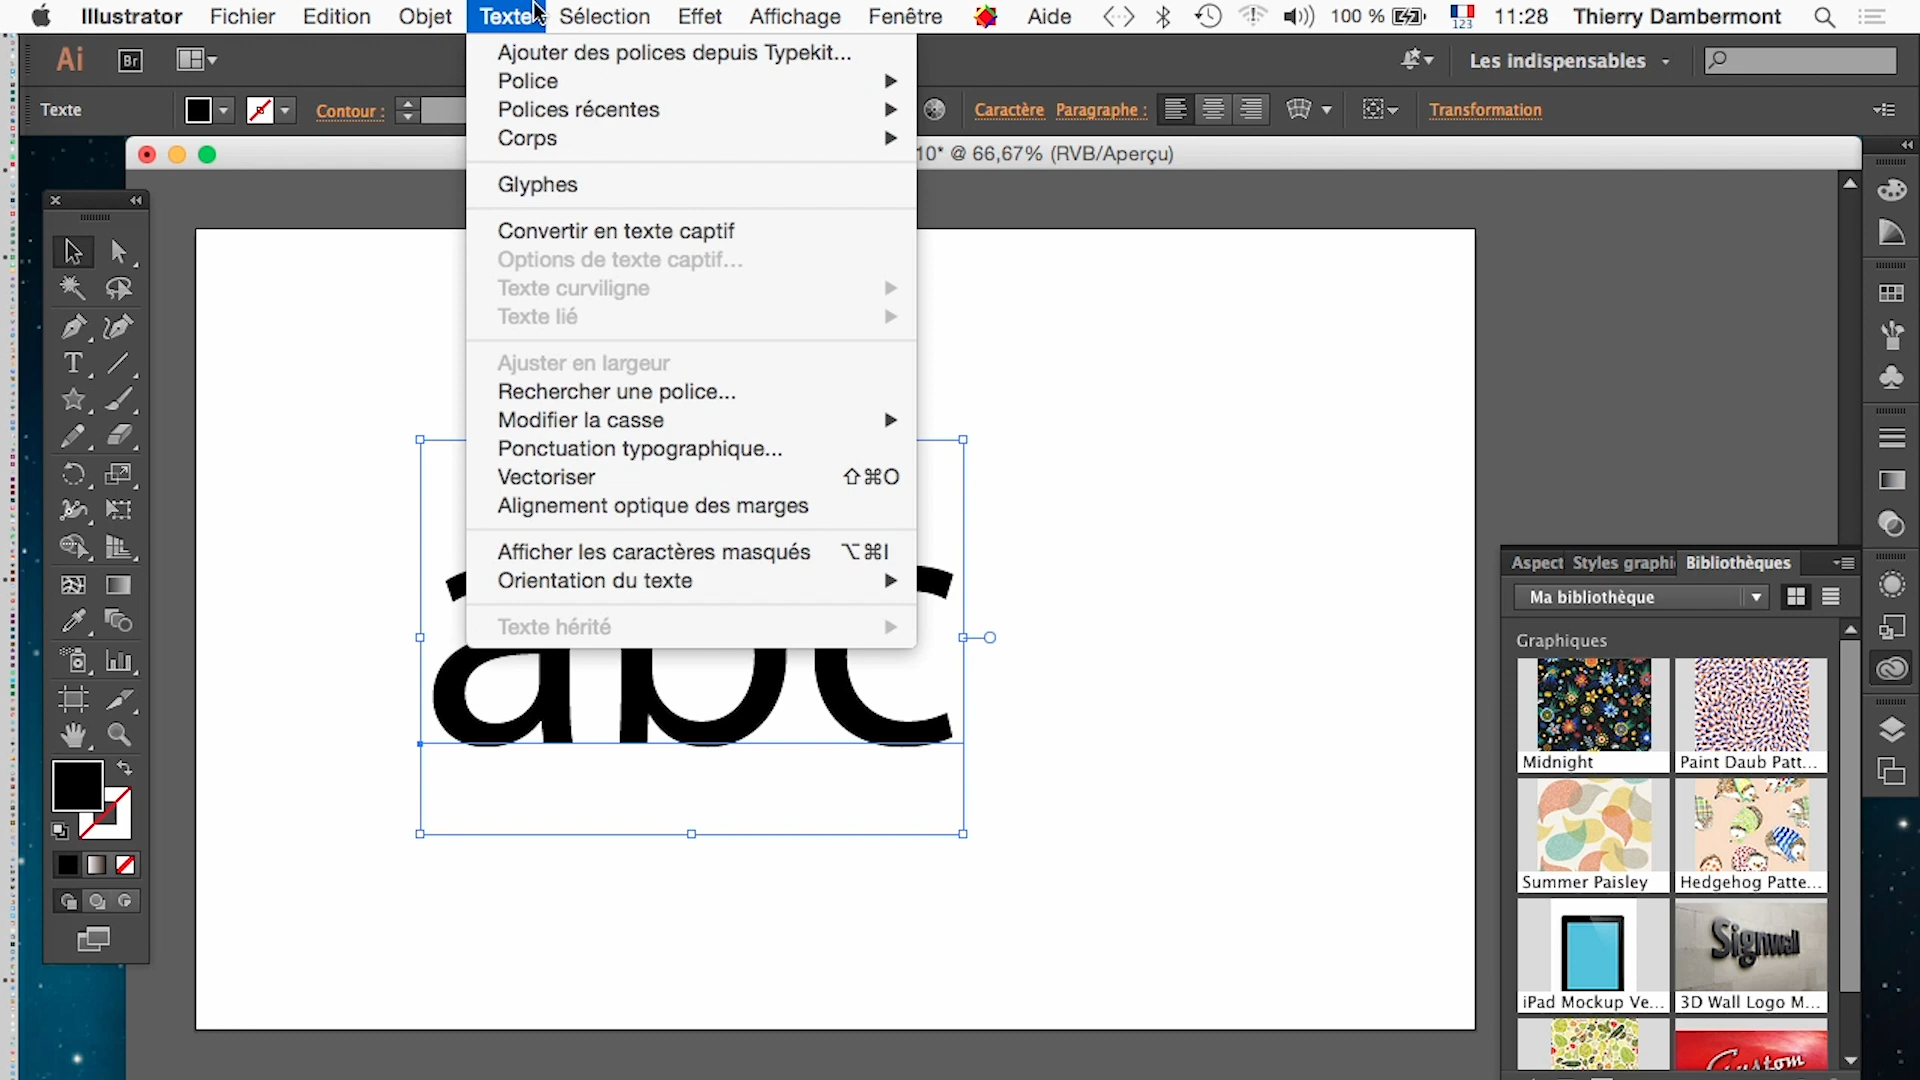 Illustrator Fichier Edition Objet Texte Sélection Effet Affichage Fenêtre Aide 100 % 123 11:28 Thierry Dambermont
Ai Br Les indispensables
Texte Contour : Caractère Paragraphe : Transformation
10* @ 66,67% (RVB/Aperçu)
Ajouter des polices depuis Typekit...
Police
Polices récentes
Corps
Glyphes
Convertir en texte captif
Options de texte captif...
Texte curviligne
Texte lié
Ajuster en largeur
Rechercher une police...
Modifier la casse
Ponctuation typographique...
Vectoriser ⇧⌘O
Alignement optique des marges
Afficher les caractères masqués ⌥⌘I
Orientation du texte
Texte hérité
abc
Aspect Styles graphi Bibliothèques
Ma bibliothèque
Graphiques
Midnight Paint Daub Patt...
Summer Paisley Hedgehog Patte...
Signwall
iPad Mockup Ve... 3D Wall Logo M...
Custom